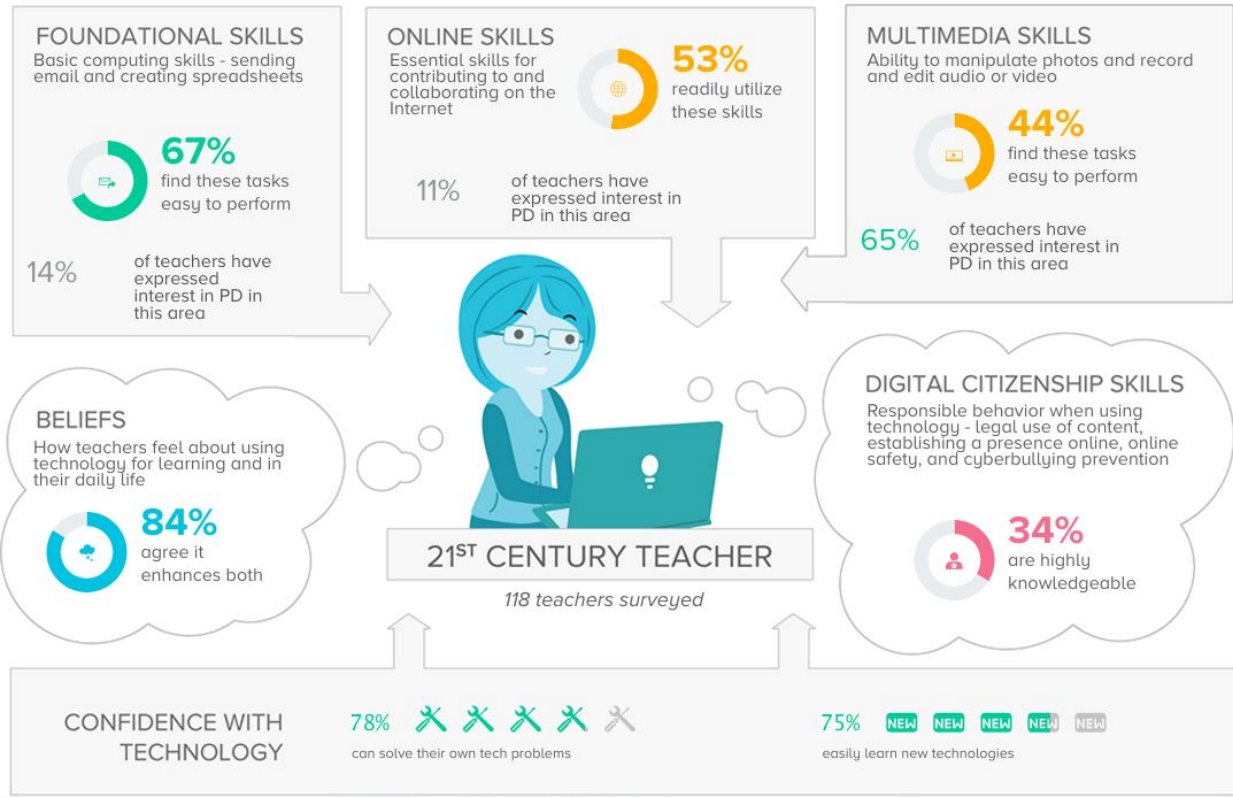 FOUNDATIONAL SKILLS
Basic computing skills - sending
email and creating spreadsheets
67%
find these tasks
easy to perform
14%
of teachers have
expressed
interest in PD in
this area
ONLINE SKILLS
Essential skills for
contributing to and
collaborating on the
Internet
53%
readily utilize
these skills
11%
of teachers have
expressed interest in
PD in this area
MULTIMEDIA SKILLS
Ability to manipulate photos and record
and edit audio or video
44%
find these tasks
easy to perform
65%
of teachers have
expressed interest in
PD in this area
BELIEFS
How teachers feel about using
technology for learning and in
their daily life
84%
agree it
enhances both
DIGITAL CITIZENSHIP SKILLS
Responsible behavior when using
technology - legal use of content,
establishing a presence online, online
safety, and cyberbullying prevention
34%
are highly
knowledgeable
21ST CENTURY TEACHER
118 teachers surveyed
CONFIDENCE WITH
TECHNOLOGY
78%
can solve their own tech problems
75% NEW NEW NEW NEW NEW
easily learn new technologies